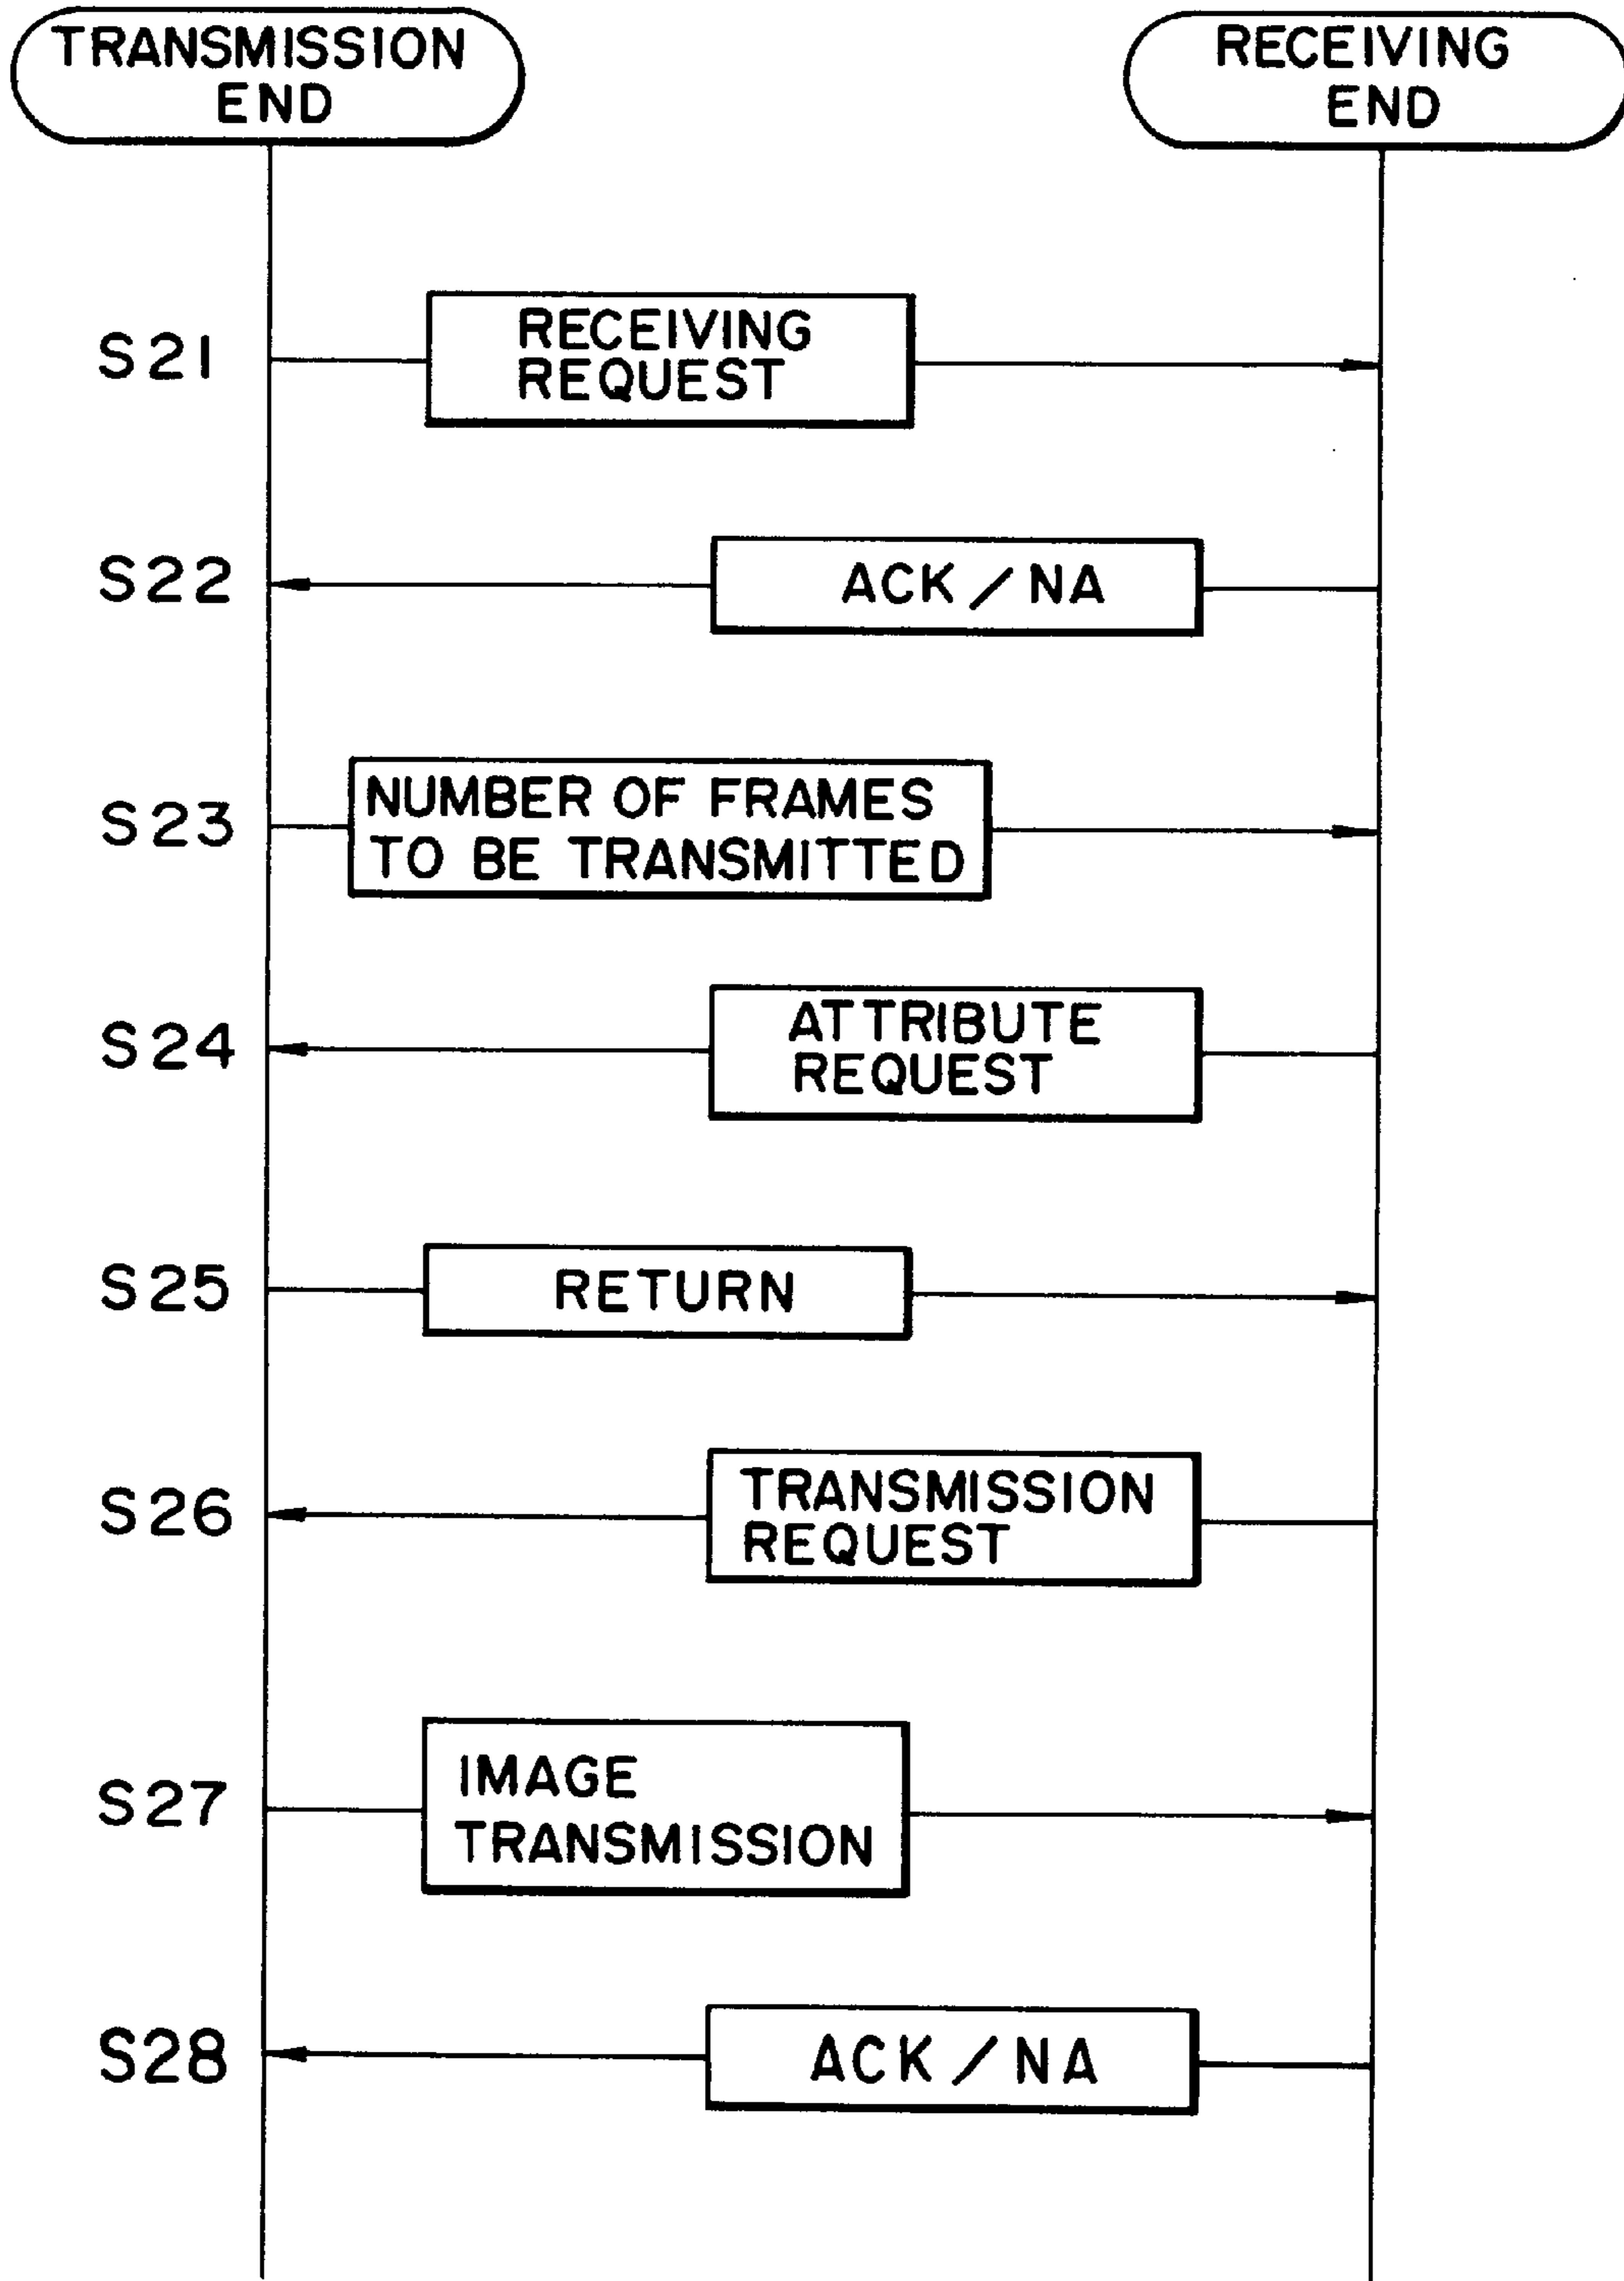 TRANSMISSION
END
RECEIVING
END
S21
RECEIVING
REQUEST
S22
ACK / NA
S23
NUMBER OF FRAMES
TO BE TRANSMITTED
S24
ATTRIBUTE
REQUEST
S25
RETURN
S26
TRANSMISSION
REQUEST
S27
IMAGE
TRANSMISSION
S28
ACK / NA